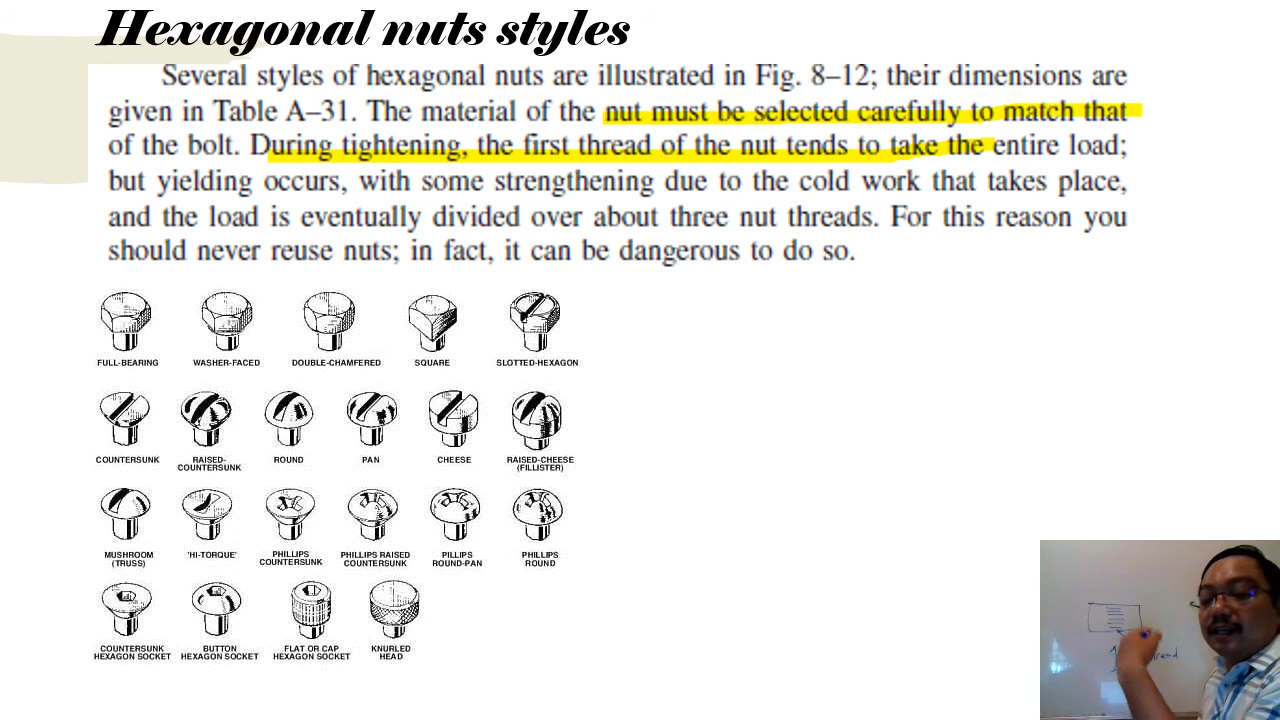 Hexagonal nuts styles
Several styles of hexagonal nuts are illustrated in Fig. 8–12; their dimensions are
given in Table A–31. The material of the nut must be selected carefully to match that
of the bolt. During tightening, the first thread of the nut tends to take the entire load;
but yielding occurs, with some strengthening due to the cold work that takes place,
and the load is eventually divided over about three nut threads. For this reason you
should never reuse nuts; in fact, it can be dangerous to do so.
FULL-BEARING WASHER-FACED DOUBLE-CHAMFERED SQUARE SLOTTED-HEXAGON
COUNTERSUNK RAISED- ROUND PAN CHEESE RAISED-CHEESE
COUNTERSUNK (FILLISTER)
MUSHROOM 'HI-TORQUE' PHILLIPS PHILLIPS RAISED PILLIPS PHILLIPS
(TRUSS) COUNTERSUNK COUNTERSUNK ROUND-PAN ROUND
COUNTERSUNK BUTTON FLAT OR CAP KNURLED
HEXAGON SOCKET HEXAGON SOCKET HEXAGON SOCKET HEAD